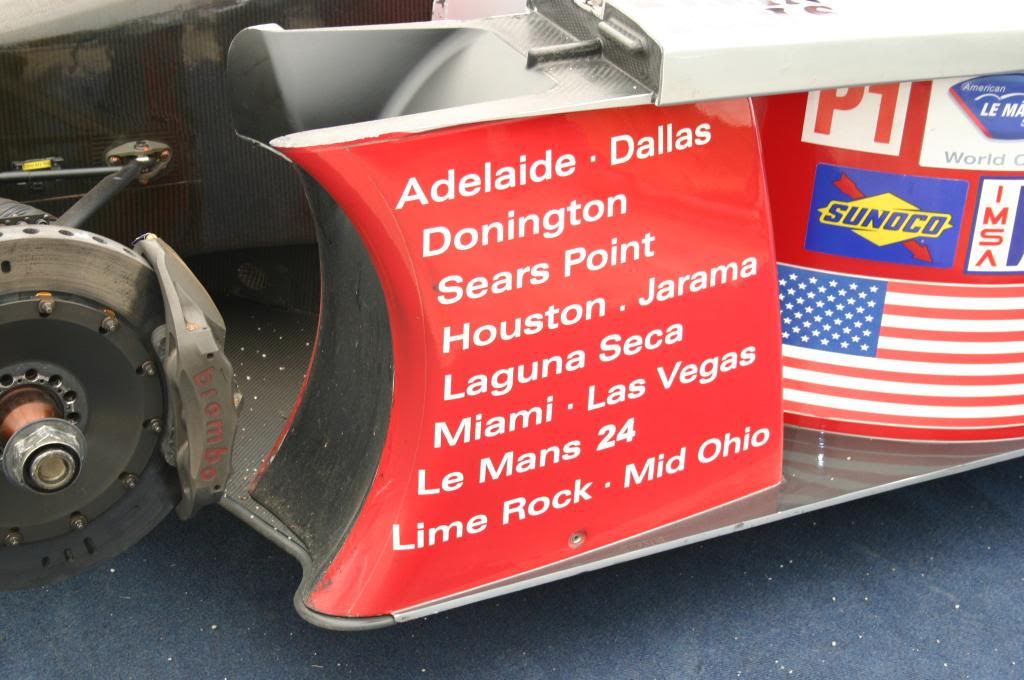 Adelaide · Dallas
Donington
Sears Point
Houston · Jarama
Laguna Seca
Miami · Las Vegas
Le Mans 24
Lime Rock · Mid Ohio
P1
American
LE
World
SUNOCO
IMSA
brembo